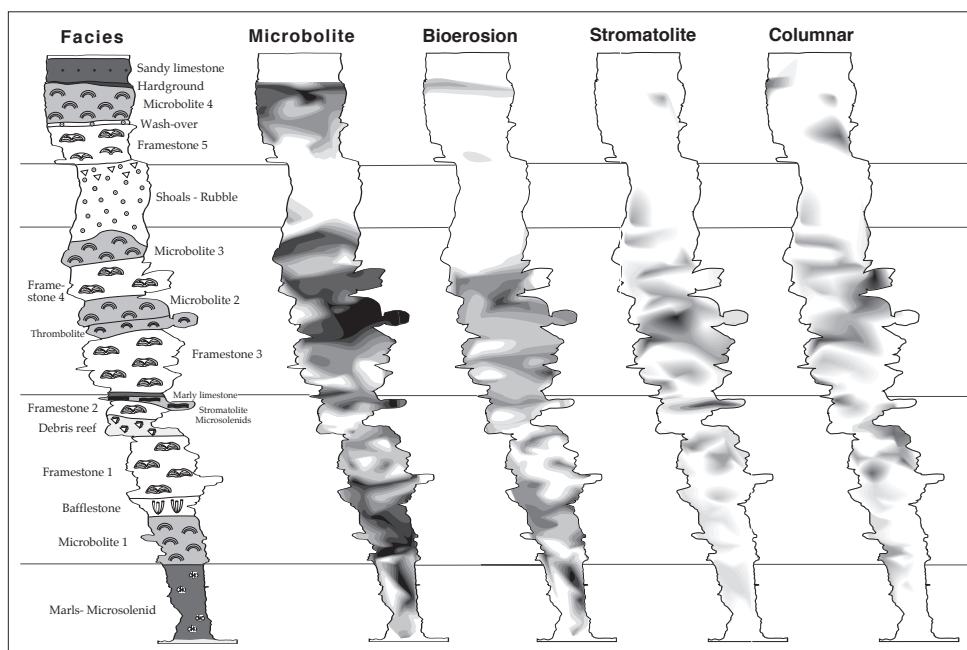 Facies Microbolite Bioerosion Stromatolite Columnar
Sandy limestone
Hardground
Microbolite 4
Wash-over
Framestone 5
Shoals - Rubble
Microbolite 3
Frame-
stone 4
Microbolite 2
Thrombolite
Framestone 3
Marly limestone
Framestone 2
Stromatolite
Microsolenids
Debris reef
Framestone 1
Bafflestone
Microbolite 1
Marls- Microsolenid